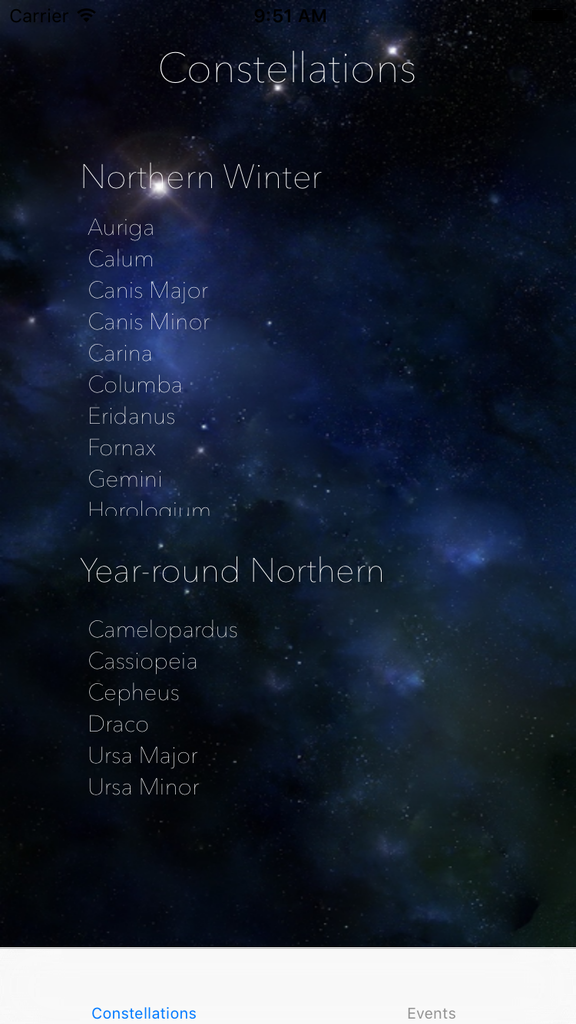 Carrier 9:51 AM
Constellations
Northern Winter
Auriga
Calum
Canis Major
Canis Minor
Carina
Columba
Eridanus
Fornax
Gemini
Horologium
Year-round Northern
Camelopardus
Cassiopeia
Cepheus
Draco
Ursa Major
Ursa Minor
Constellations Events